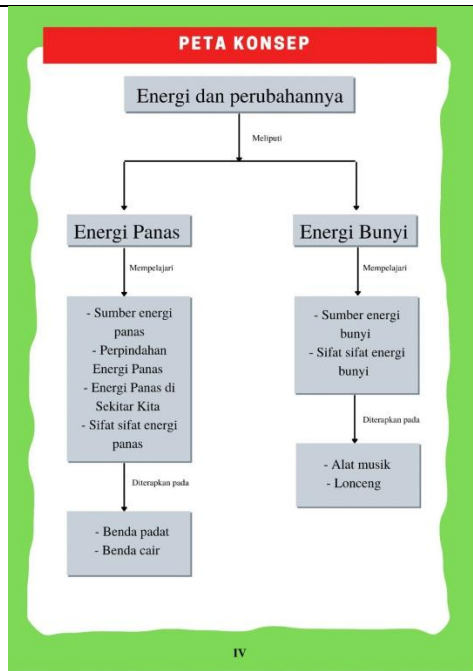 PETA KONSEP
Energi dan perubahannya
Meliputi
Energi Panas
Energi Bunyi
Mempelajari
Mempelajari
- Sumber energi
panas
- Perpindahan
Energi Panas
- Energi Panas di
Sekitar Kita
- Sifat sifat energi
panas
- Sumber energi
bunyi
- Sifat sifat energi
bunyi
Diterapkan pada
Diterapkan pada
- Benda padat
- Benda cair
- Alat musik
- Lonceng
IV